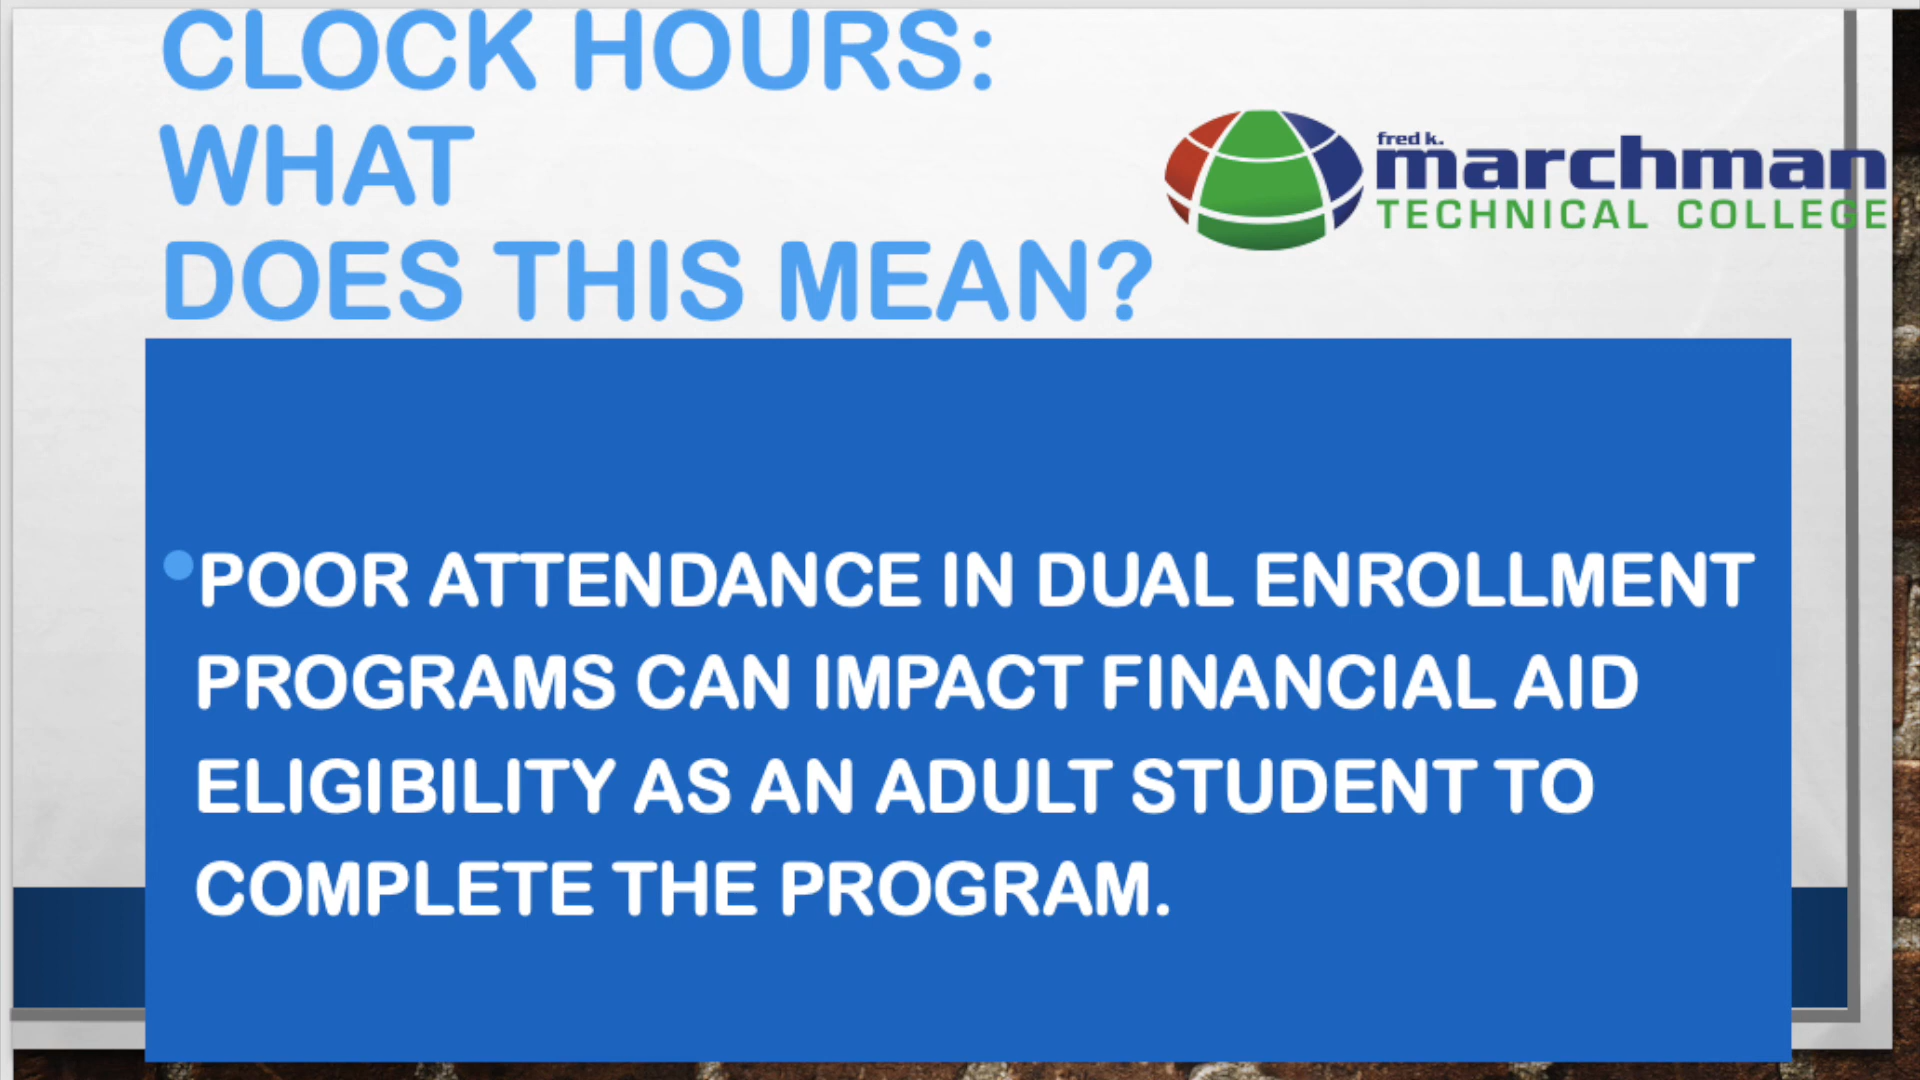 CLOCK HOURS:
WHAT
DOES THIS MEAN?
fred k.
marchman
TECHNICAL COLLEGE
•POOR ATTENDANCE IN DUAL ENROLLMENT
PROGRAMS CAN IMPACT FINANCIAL AID
ELIGIBILITY AS AN ADULT STUDENT TO
COMPLETE THE PROGRAM.